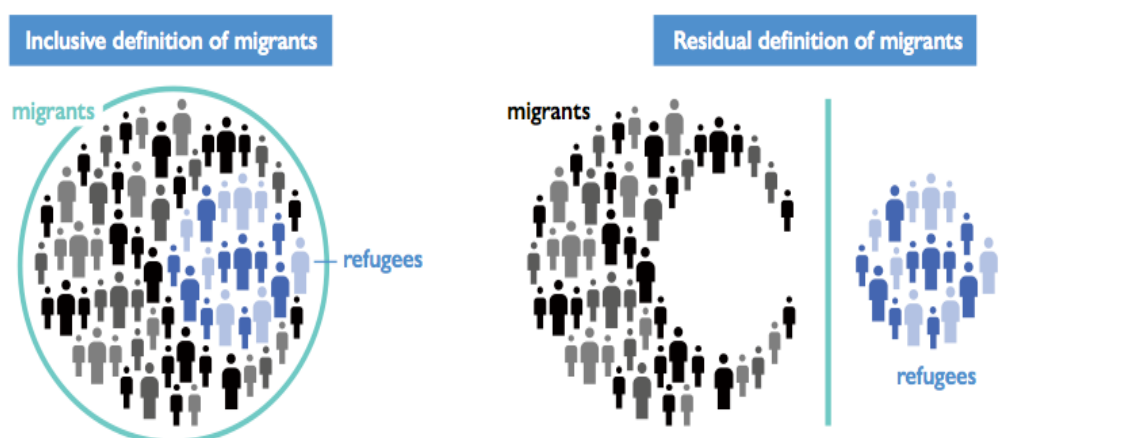 Inclusive definition of migrants
Residual definition of migrants
migrants
refugees
migrants
refugees